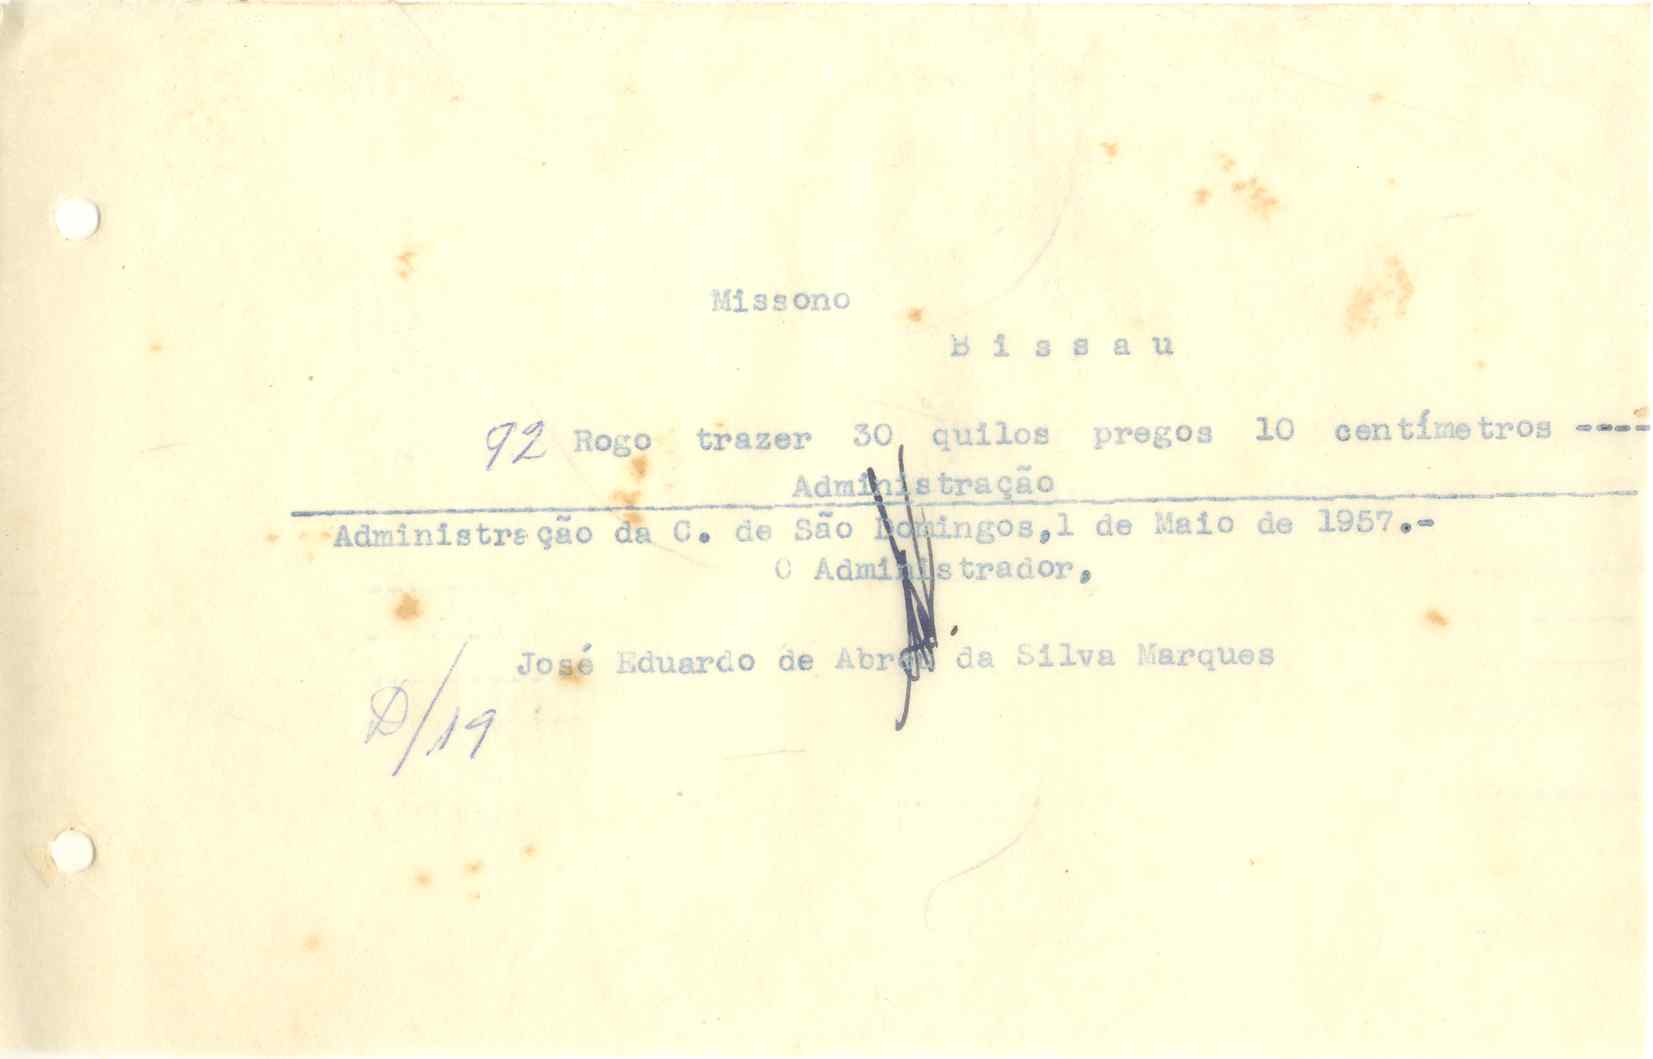 Missono
Bissau
92 Rogo trazer 30 quilos pregos 10 centímetros ----
Administração
Administração da C. de São Domingos,1 de Maio de 1957.-
O Administrador,
José Eduardo de Abreu da Silva Marques
D/19